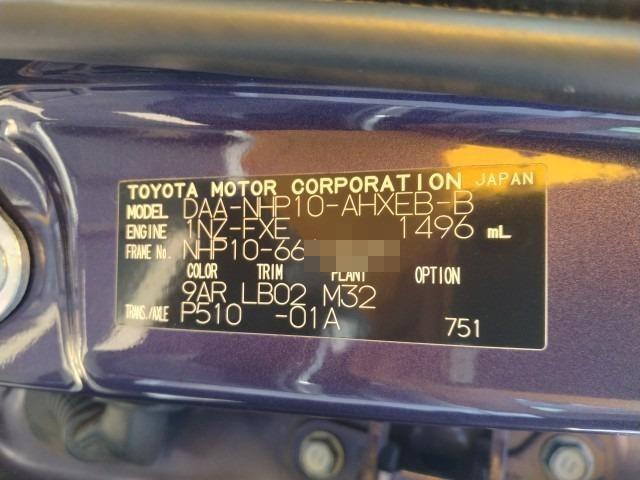 TOYOTA MOTOR CORPORATION JAPAN
MODEL DAA-NHP10-AHXEB-B
ENGINE 1NZ-FXE 1496 mL
FRAME No. NHP10-66
COLOR TRIM PLANT OPTION
9AR LB02 M32
TRANS./AXLE P510 -01A 751